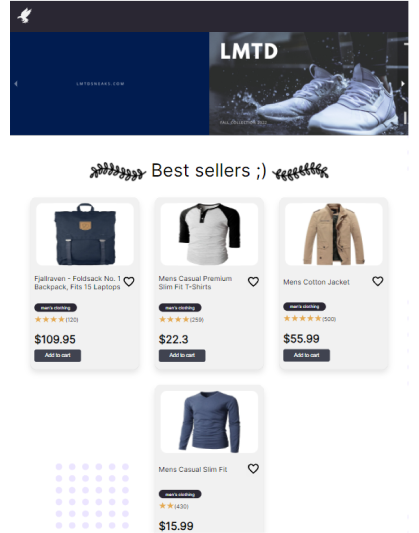 LMTD
LMTDSNEAKS.COM
FALL COLLECTION
Best sellers ;)
Fjallraven - Foldsack No. 1
Backpack, Fits 15 Laptops
men's clothing
(120)
$109.95
Add to cart
Mens Casual Premium
Slim Fit T-Shirts
men's clothing
(259)
$22.3
Add to cart
Mens Cotton Jacket
men's clothing
(500)
$55.99
Add to cart
Mens Casual Slim Fit
men's clothing
(430)
$15.99